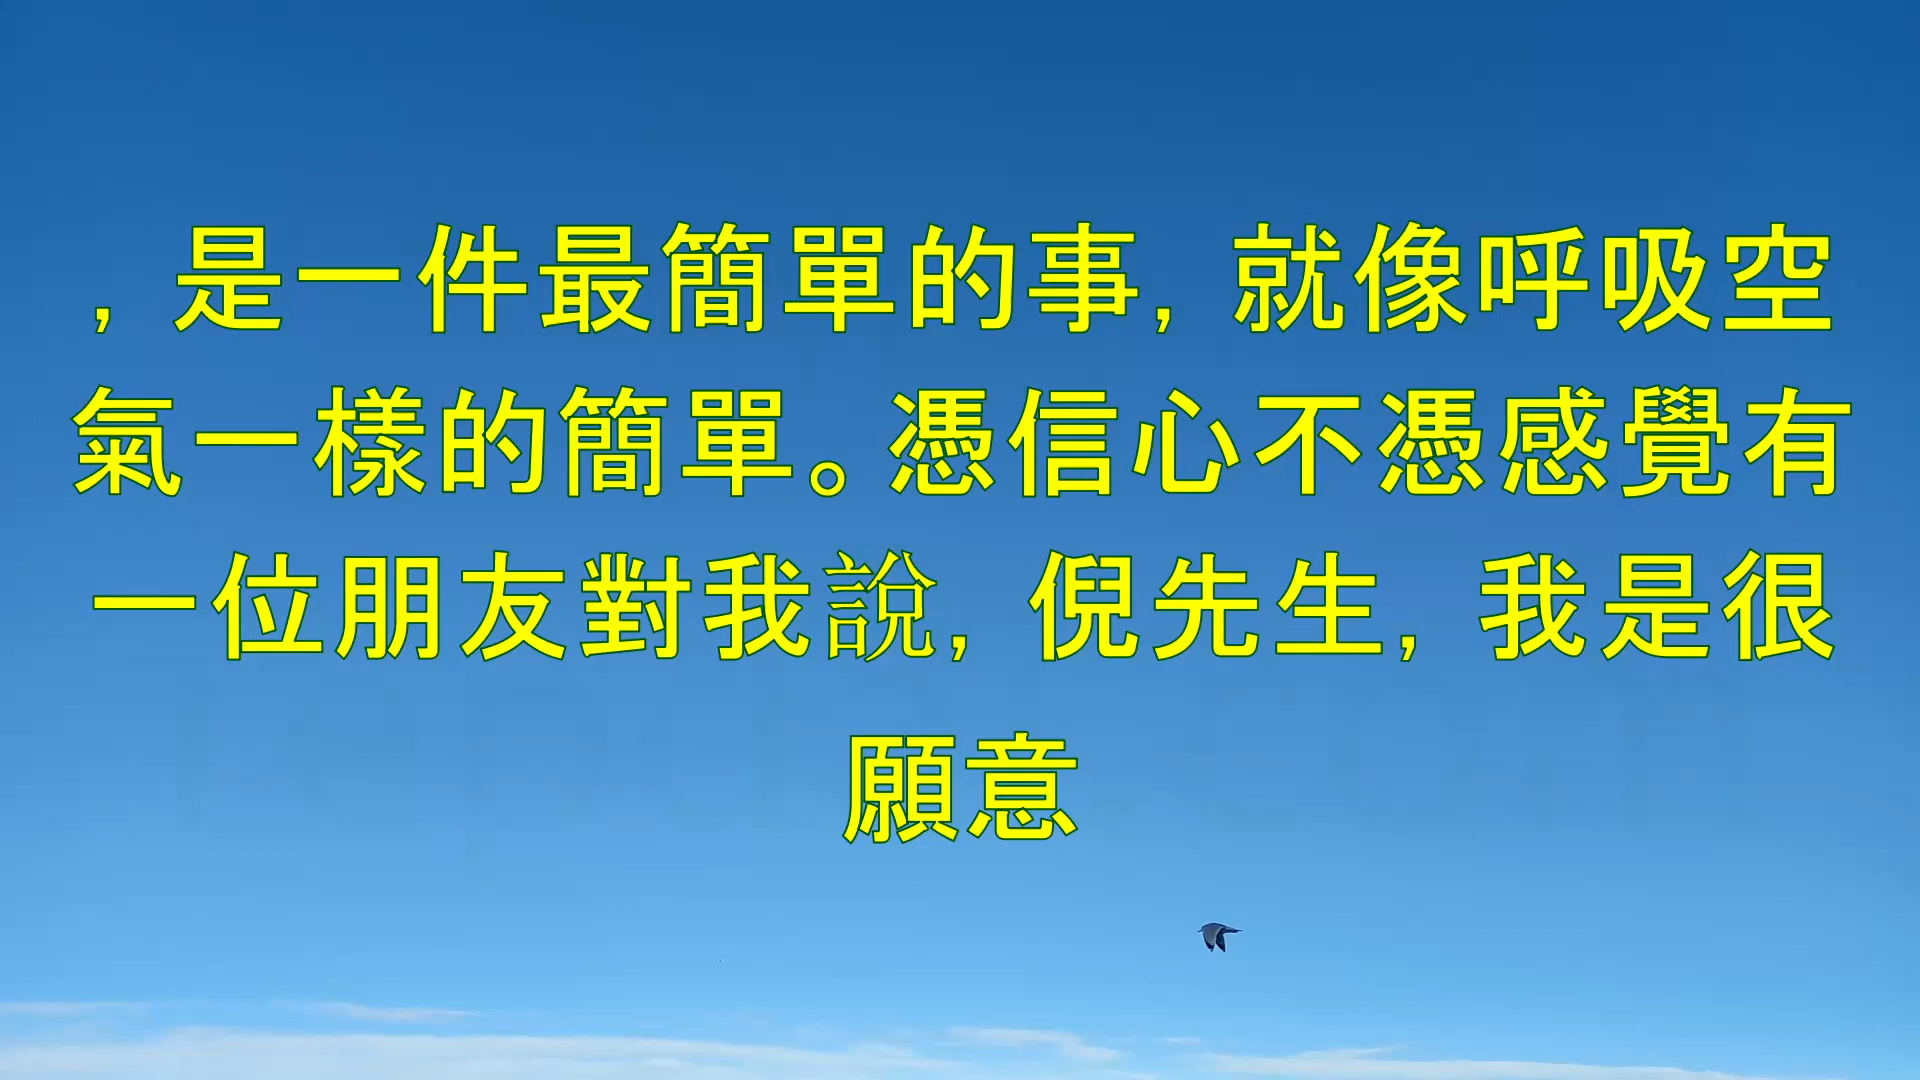 , 是一件最簡單的事, 就像呼吸空
氣一樣的簡單。憑信心不憑感覺有
一位朋友對我說, 倪先生, 我是很
願意